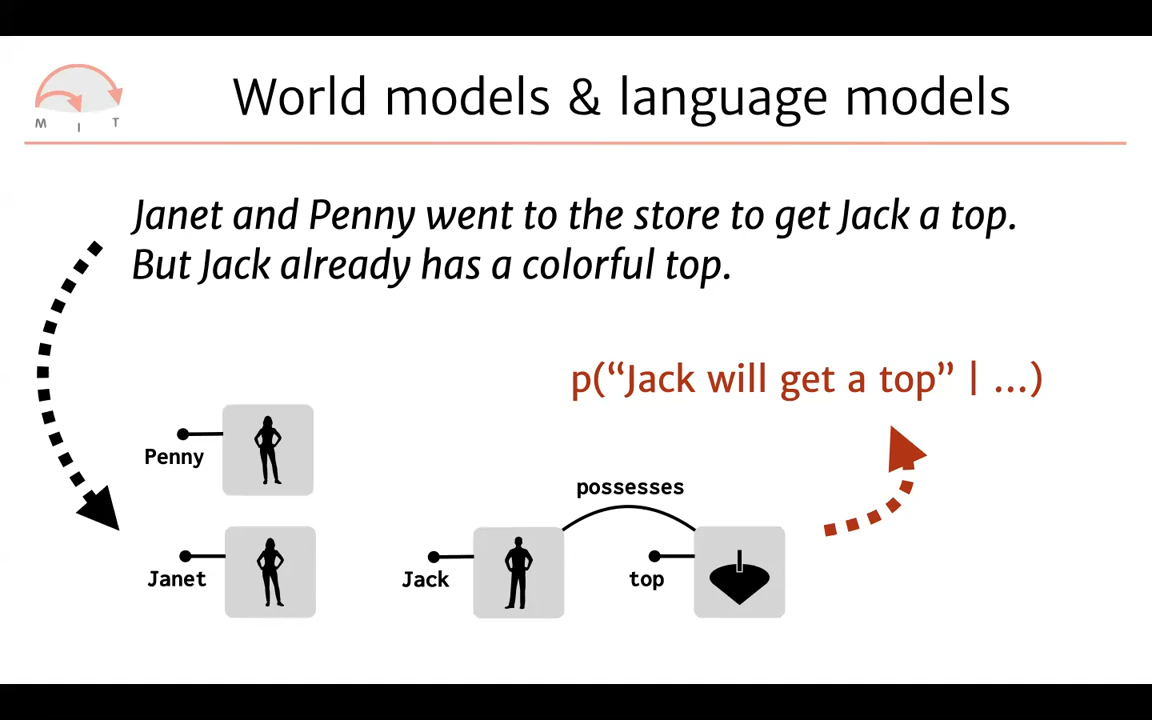 World models & language models
M I T
Janet and Penny went to the store to get Jack a top.
But Jack already has a colorful top.
p(“Jack will get a top” | ...)
Penny
possesses
Janet
Jack
top